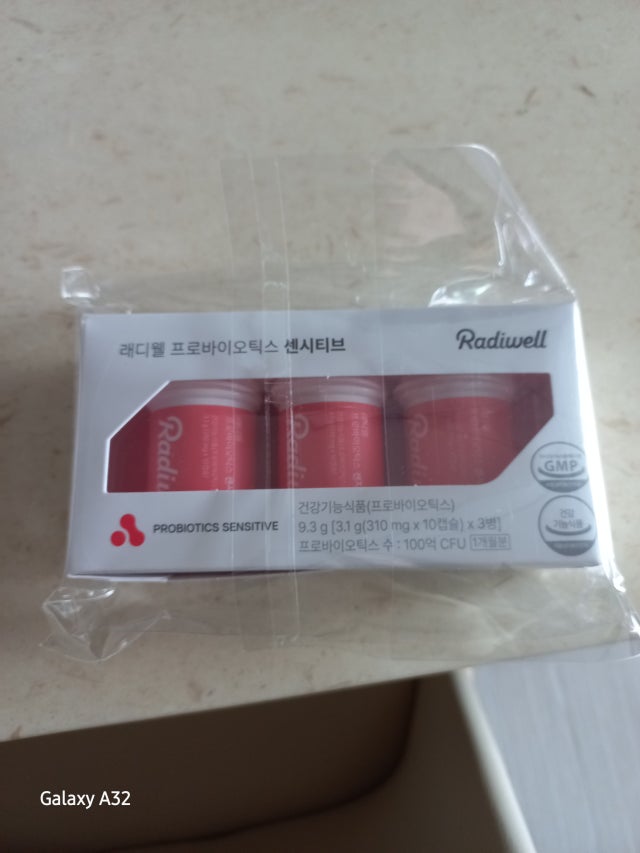 래디웰 프로바이오틱스 센시티브
Radiwell
GMP
건강
기능식품
PROBIOTICS SENSITIVE
건강기능식품(프로바이오틱스)
9.3 g [3.1 g(310 mg x 10캡슐) x 3병]
프로바이오틱스 수 : 100억 CFU 1개월분
Galaxy A32